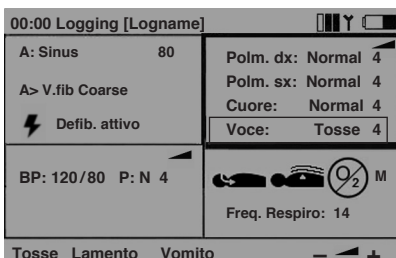 00:00 Logging [Logname]
A: Sinus 80
A> V.fib Coarse
Defib. attivo
Polm. dx: Normal 4
Polm. sx: Normal 4
Cuore: Normal 4
Voce: Tosse 4
BP: 120/80 P: N 4
O2 M
Freq. Respiro: 14
Tosse Lamento Vomito - +